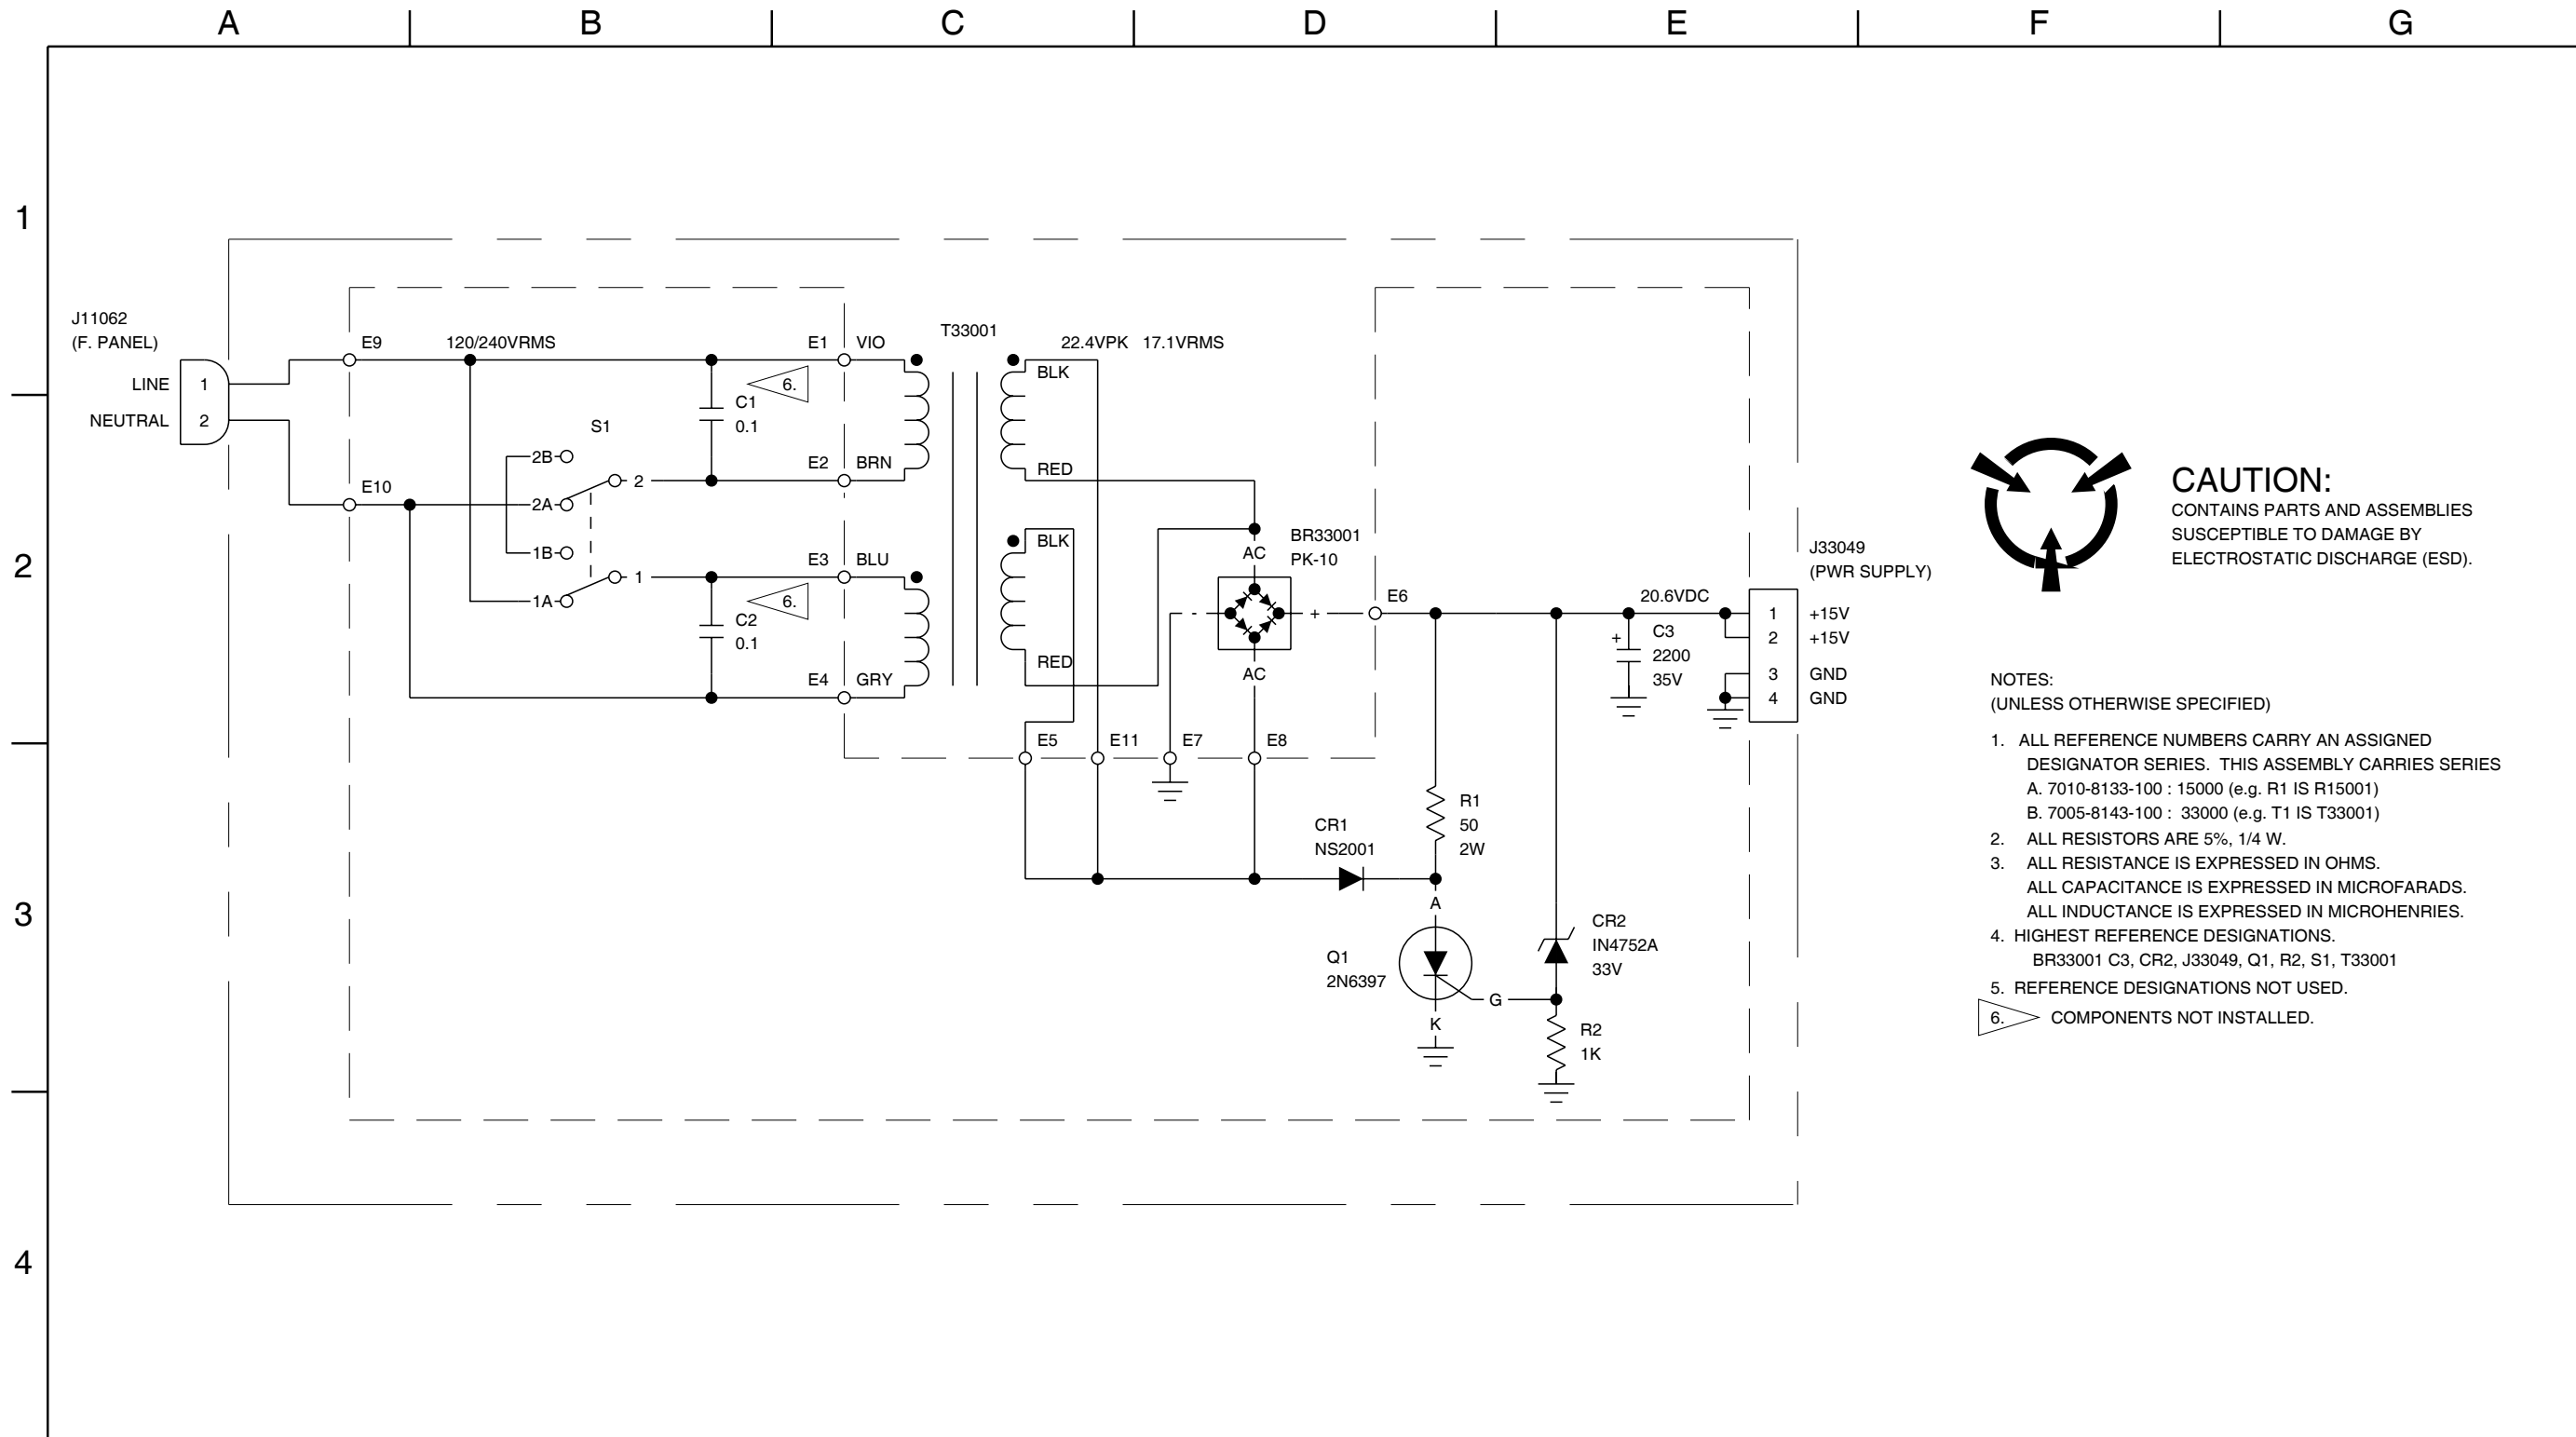 A B C D E F G
1
2
3
4
J11062
(F. PANEL)
LINE 1
NEUTRAL 2
E9
E10
120/240VRMS
S1
2B
2A
1B
1A
2
1
C1
0.1
6.
C2
0.1
6.
E1 VIO
E2 BRN
E3 BLU
E4 GRY
T33001
22.4VPK 17.1VRMS
BLK
RED
BLK
RED
E5
E11
E7
E8
AC
BR33001
PK-10
-
+
AC
E6
20.6VDC
+
C3
2200
35V
J33049
(PWR SUPPLY)
1 +15V
2 +15V
3 GND
4 GND
R1
50
2W
CR1
NS2001
A
Q1
2N6397
G
K
CR2
IN4752A
33V
R2
1K
CAUTION:
CONTAINS PARTS AND ASSEMBLIES
SUSCEPTIBLE TO DAMAGE BY
ELECTROSTATIC DISCHARGE (ESD).
NOTES:
(UNLESS OTHERWISE SPECIFIED)
1. ALL REFERENCE NUMBERS CARRY AN ASSIGNED
DESIGNATOR SERIES. THIS ASSEMBLY CARRIES SERIES
A. 7010-8133-100 : 15000 (e.g. R1 IS R15001)
B. 7005-8143-100 : 33000 (e.g. T1 IS T33001)
2. ALL RESISTORS ARE 5%, 1/4 W.
3. ALL RESISTANCE IS EXPRESSED IN OHMS.
ALL CAPACITANCE IS EXPRESSED IN MICROFARADS.
ALL INDUCTANCE IS EXPRESSED IN MICROHENRIES.
4. HIGHEST REFERENCE DESIGNATIONS.
BR33001 C3, CR2, J33049, Q1, R2, S1, T33001
5. REFERENCE DESIGNATIONS NOT USED.
6. COMPONENTS NOT INSTALLED.